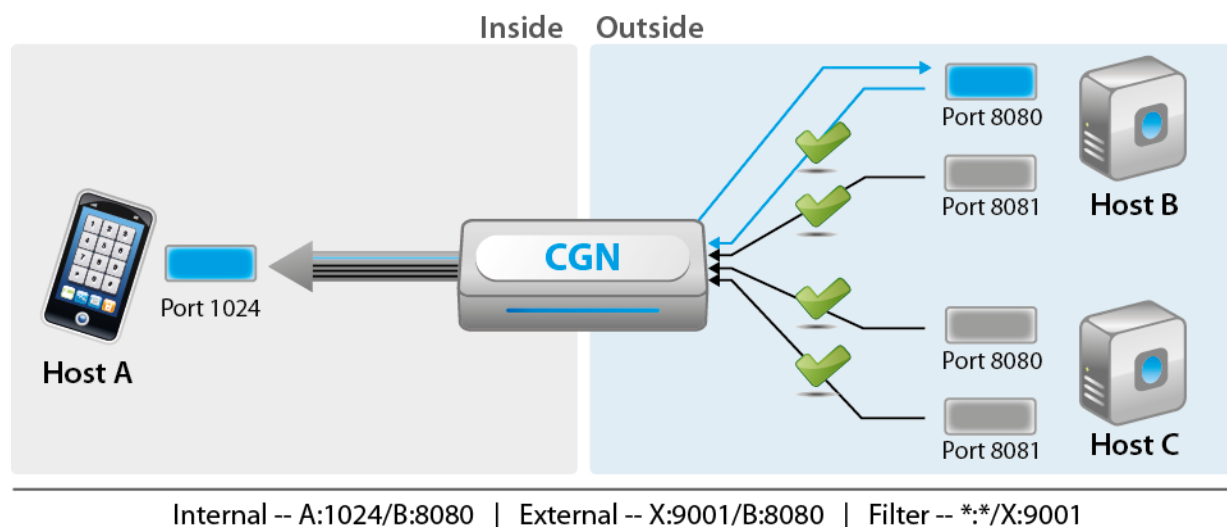 Inside Outside
Port 8080
Port 8081
Host B
CGN
Port 1024
Host A
Port 8080
Port 8081
Host C
Internal -- A:1024/B:8080 | External -- X:9001/B:8080 | Filter -- *:*/X:9001